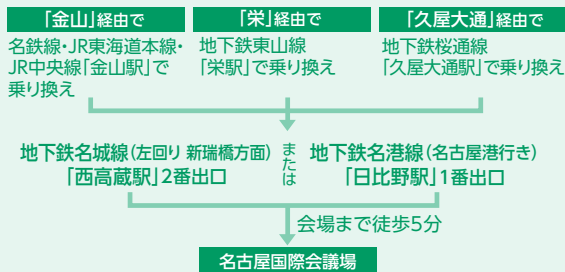 「金山」経由で
名鉄線・JR東海道本線・
JR中央線「金山駅」で
乗り換え
「栄」経由で
地下鉄東山線
「栄駅」で乗り換え
「久屋大通」経由で
地下鉄桜通線
「久屋大通駅」で乗り換え
地下鉄名城線(左回り 新瑞橋方面)
「西高蔵駅」2番出口
または
地下鉄名港線(名古屋港行き)
「日比野駅」1番出口
会場まで徒歩5分
名古屋国際会議場